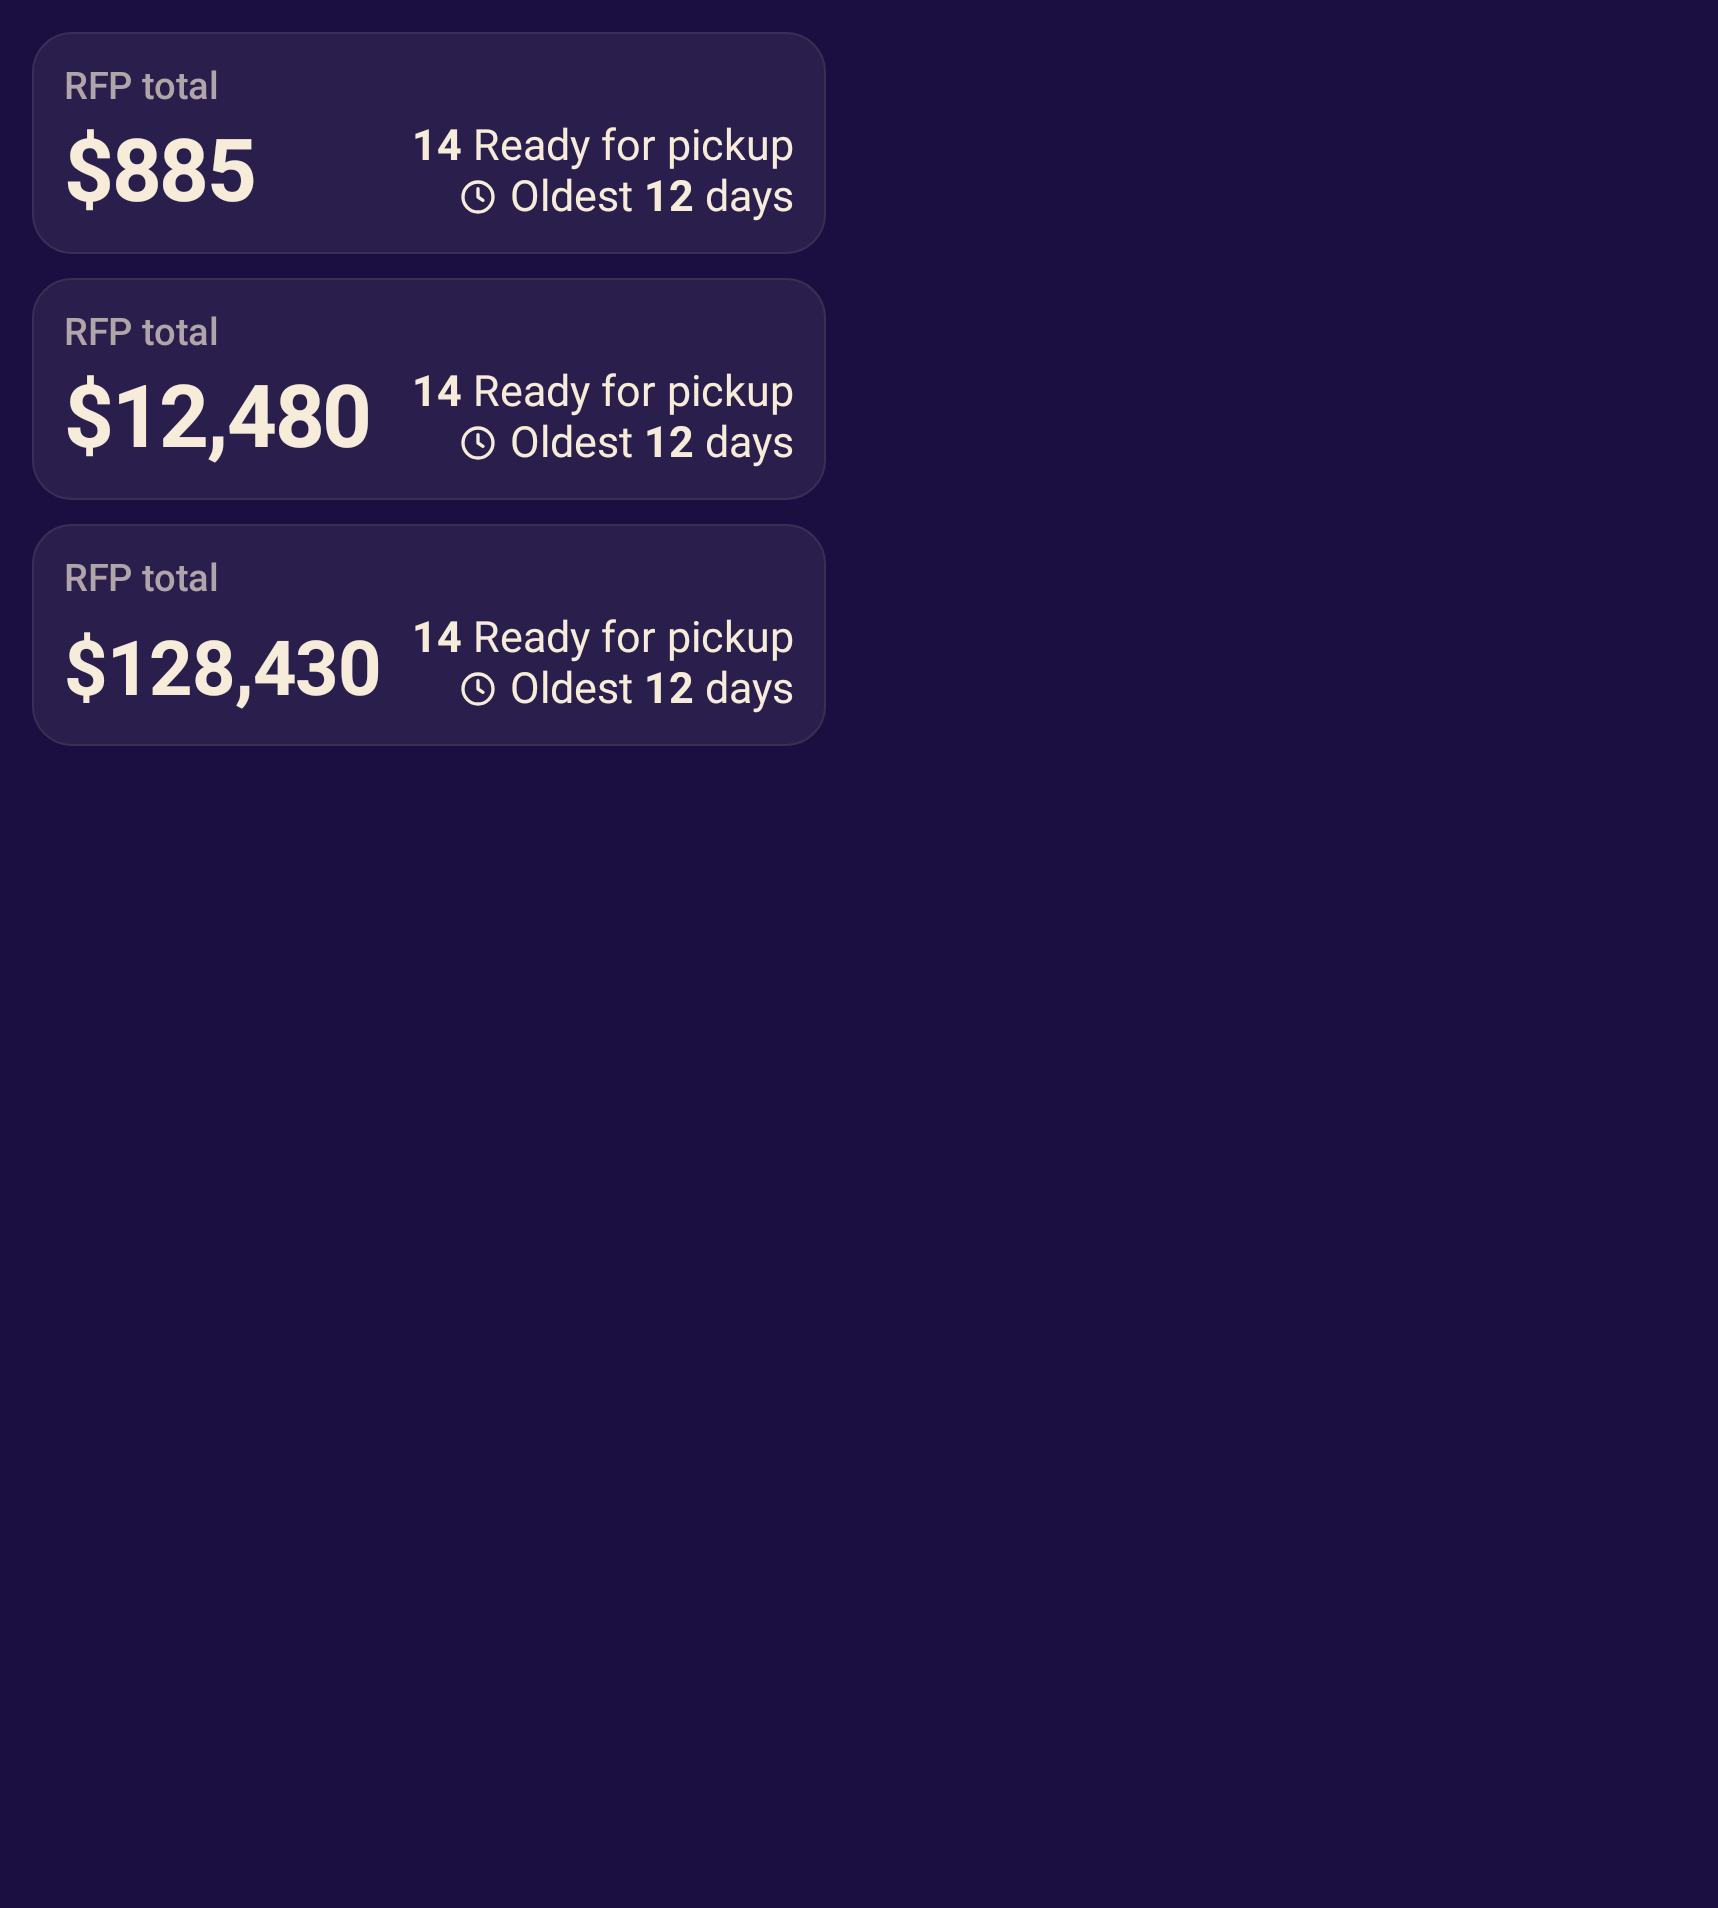 RFP total
$885
14 Ready for pickup
Oldest 12 days
RFP total
$12,480
14 Ready for pickup
Oldest 12 days
RFP total
$128,430
14 Ready for pickup
Oldest 12 days